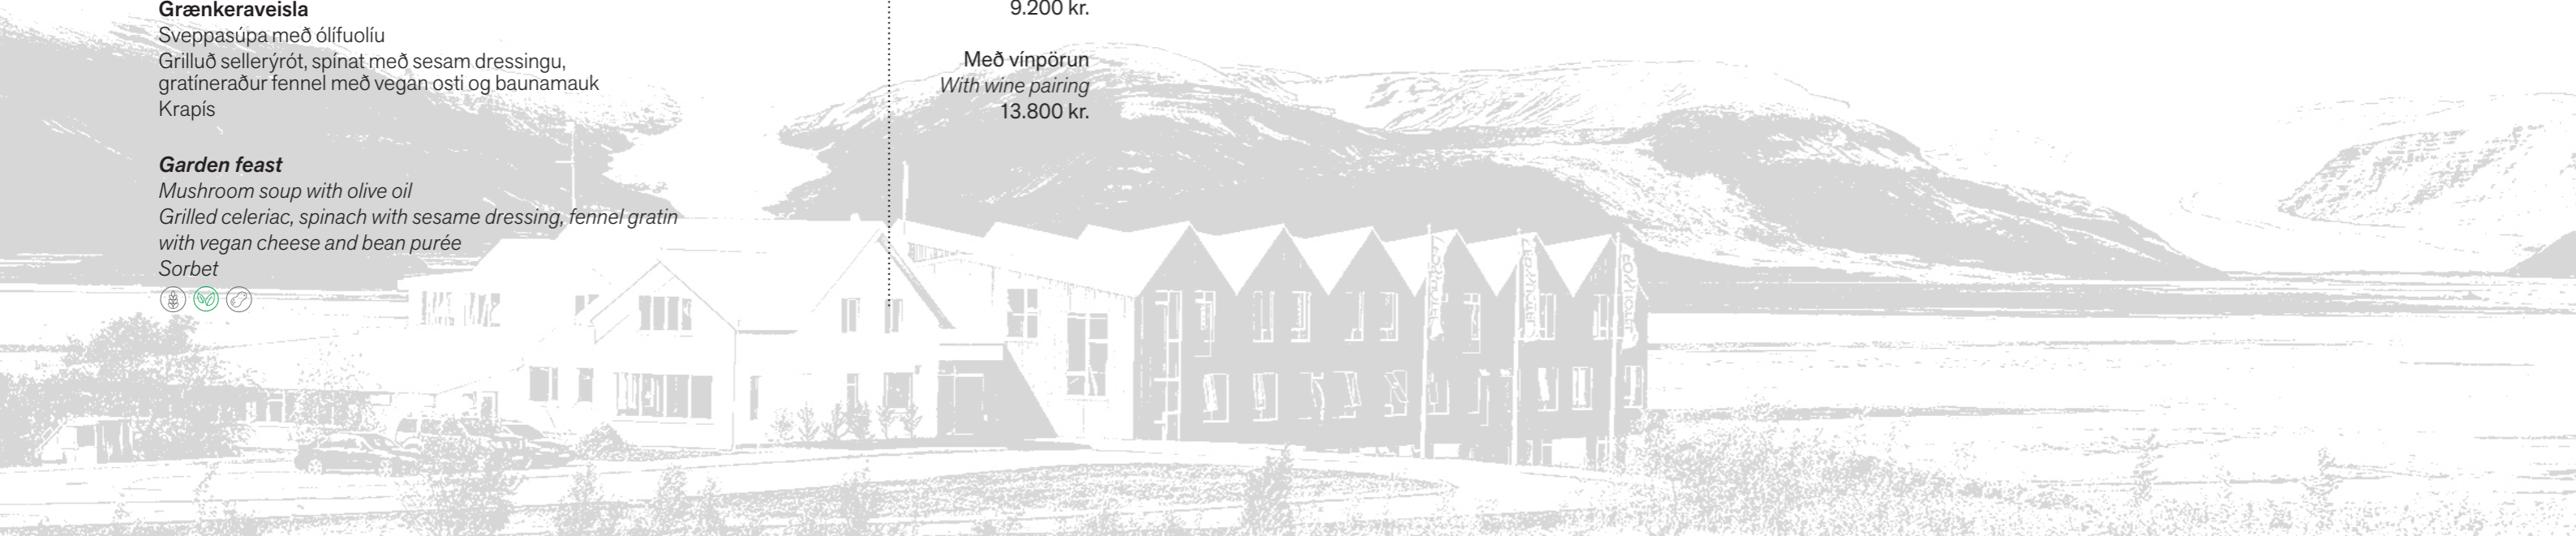 Grænkeraveisla
Sveppasúpa með ólífuolíu
Grilluð sellerýrót, spínat með sesam dressingu,
gratíneraður fennel með vegan osti og baunamauk
Krapís
Garden feast
Mushroom soup with olive oil
Grilled celeriac, spinach with sesame dressing, fennel gratin
with vegan cheese and bean purée
Sorbet
9.200 kr.
Með vínpörun
With wine pairing
13.800 kr.